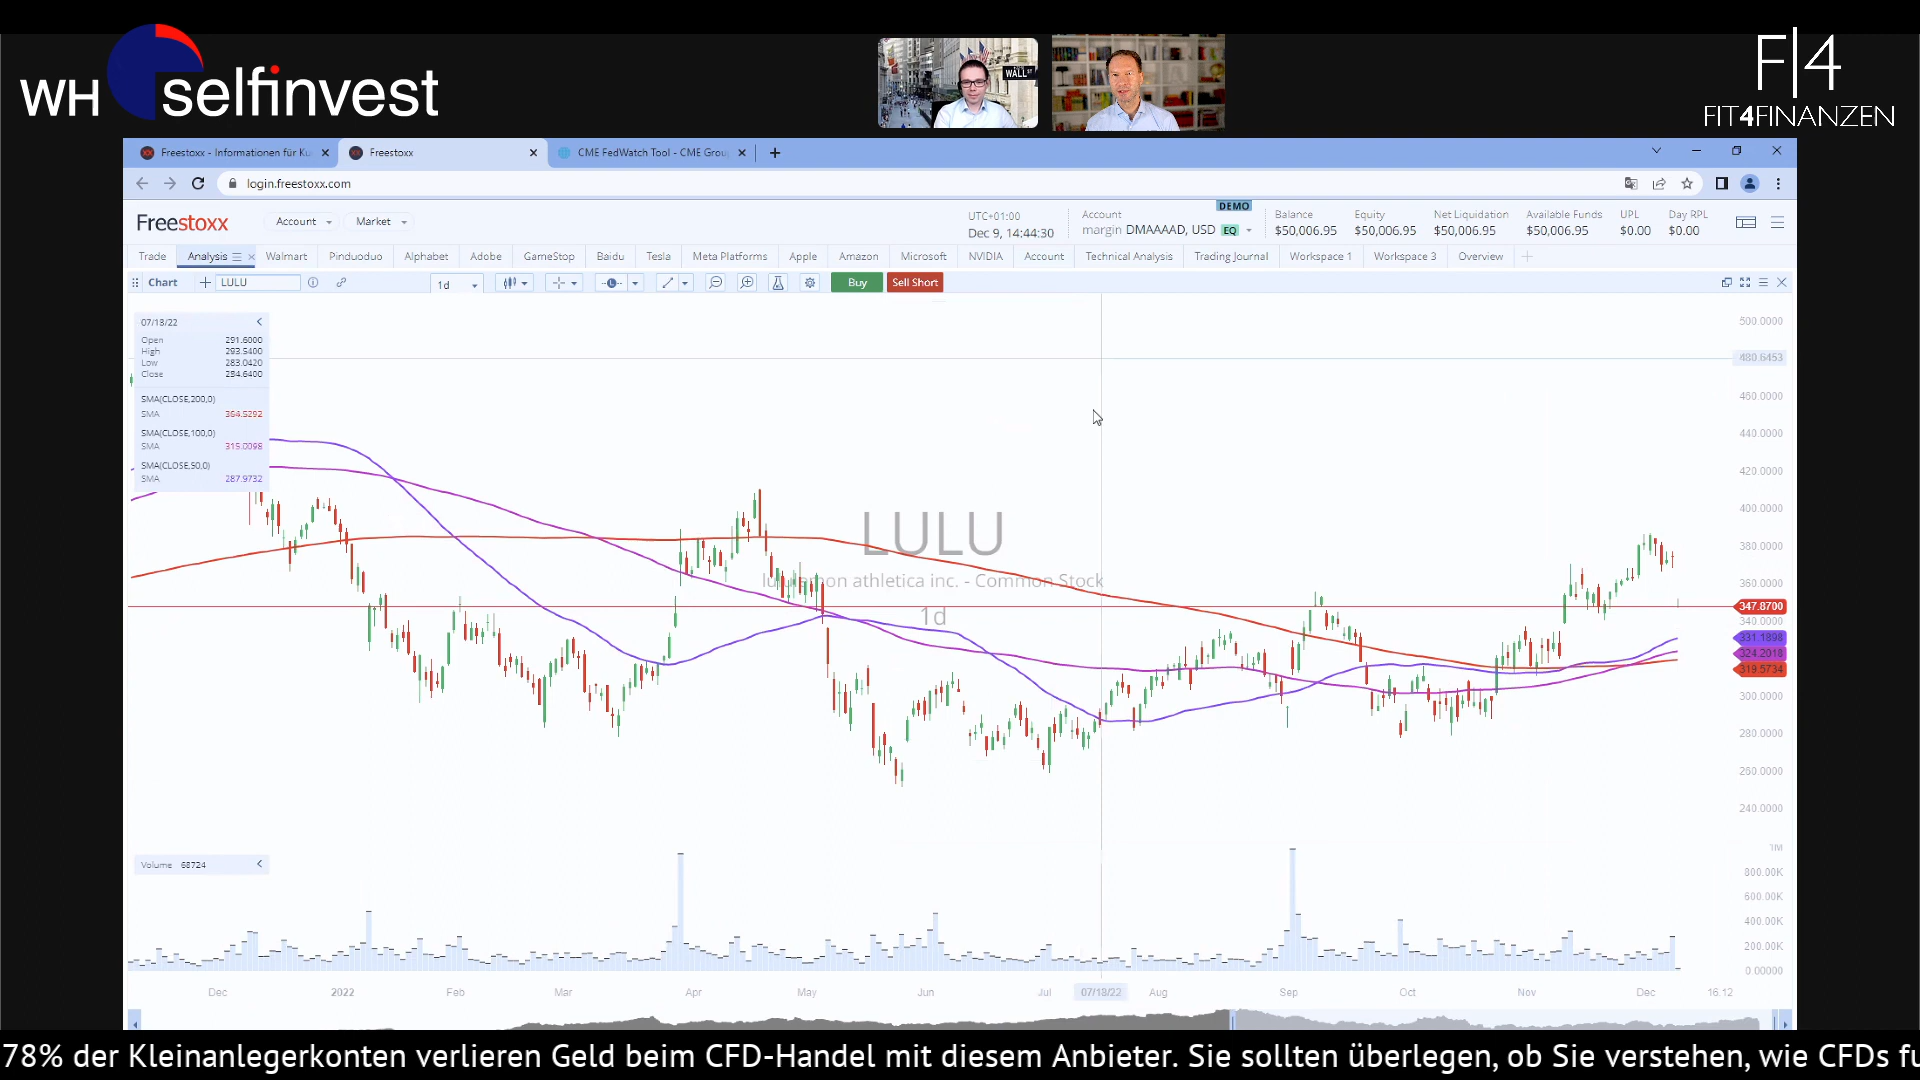 WH selfinvest
WALL ST
F|4
FIT4FINANZEN
Freestoxx - Informationen für Ku
Freestoxx
CME FedWatch Tool - CME Grou
login.freestoxx.com
Freestoxx
Account
Market
UTC+01:00
Dec 9, 14:44:30
Account
DEMO
margin DMAAAAD, USD EQ
Balance
$50,006.95
Equity
$50,006.95
Net Liquidation
$50,006.95
Available Funds
$50,006.95
UPL
$0.00
Day RPL
$0.00
Trade Analysis Walmart Pinduoduo Alphabet Adobe GameStop Baidu Tesla Meta Platforms Apple Amazon Microsoft NVIDIA Account Technical Analysis Trading Journal Workspace 1 Workspace 3 Overview
Chart LULU 1d Buy Sell Short
07/18/22
Open 291.6000
High 293.5400
Low 283.0420
Close 284.6400
SMA(CLOSE,200,0)
SMA 364.5292
SMA(CLOSE,100,0)
SMA 315.0098
SMA(CLOSE,50,0)
SMA 287.9732
LULU
lululemon athletica inc. - Common Stock
1d
500.0000
480.6453
460.0000
440.0000
420.0000
400.0000
380.0000
360.0000
347.8700
340.0000
331.1898
324.2018
319.5734
300.0000
280.0000
260.0000
240.0000
Volume 68724
1M
800.00K
600.00K
400.00K
200.00K
0.00000
Dec 2022 Feb Mar Apr May Jun Jul 07/18/22 Aug Sep Oct Nov Dec 16.12
78% der Kleinanlegerkonten verlieren Geld beim CFD-Handel mit diesem Anbieter. Sie sollten überlegen, ob Sie verstehen, wie CFDs fu